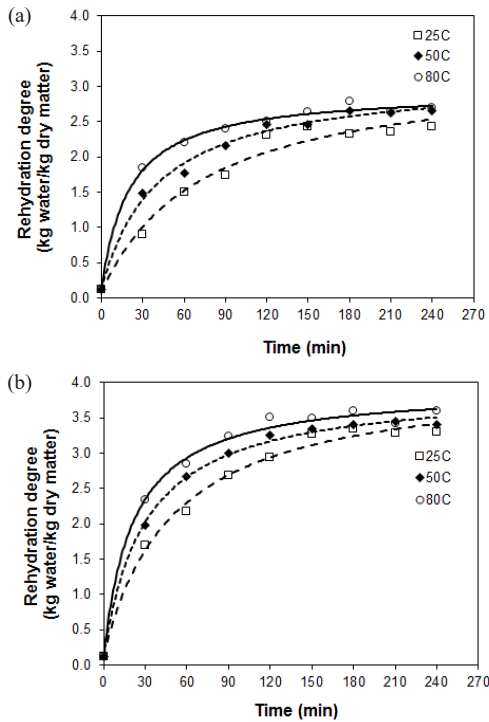 (a)
4.0
3.5
3.0
2.5
2.0
1.5
1.0
0.5
0.0
Rehydration degree
(kg water/kg dry matter)
25C
50C
80C
0 30 60 90 120 150 180 210 240 270
Time (min)
(b)
4.0
3.5
3.0
2.5
2.0
1.5
1.0
0.5
0.0
Rehydration degree
(kg water/kg dry matter)
25C
50C
80C
0 30 60 90 120 150 180 210 240 270
Time (min)